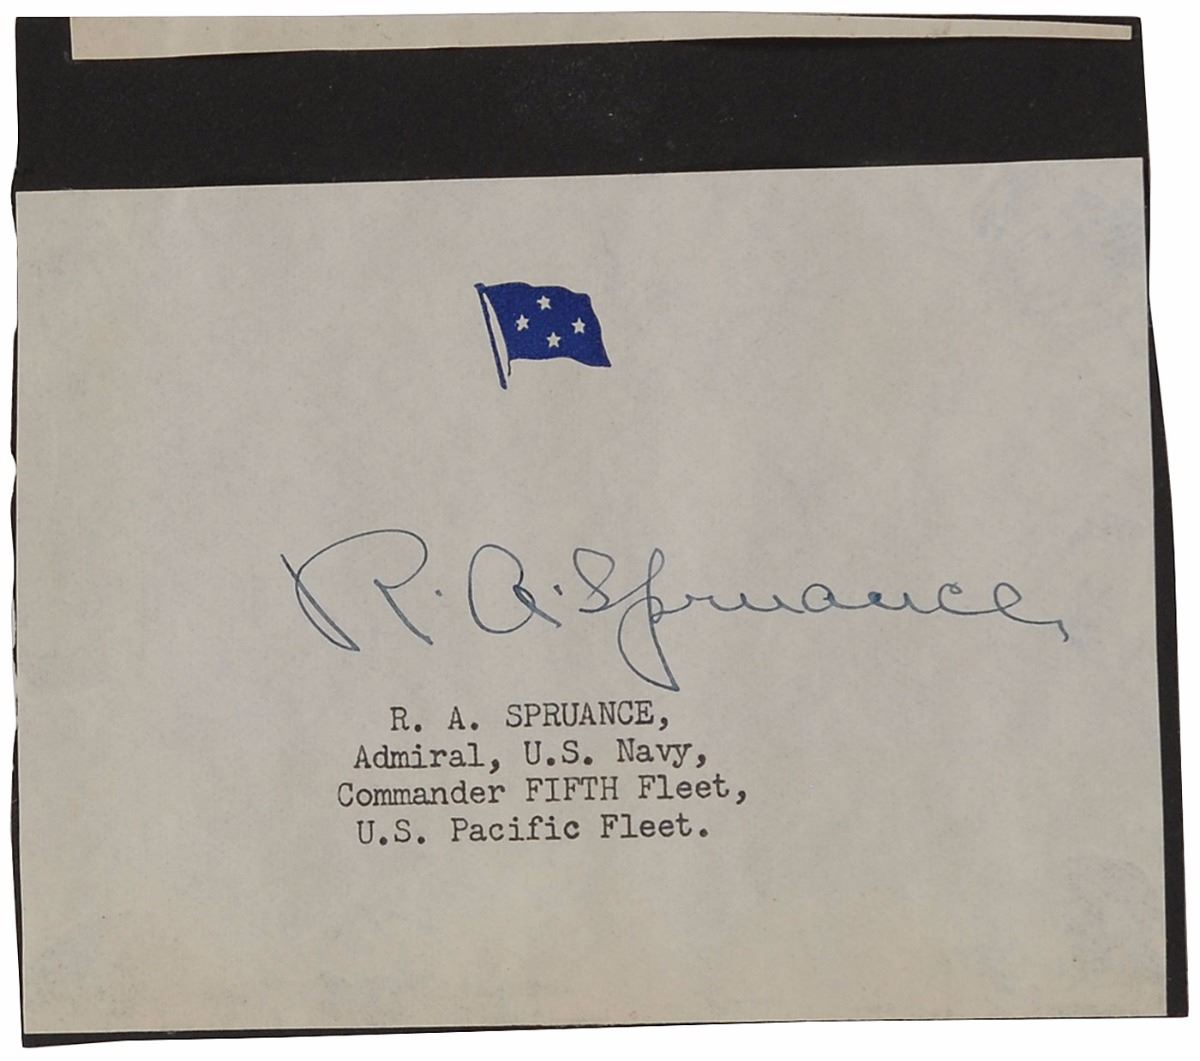 R. A. Spruance,
R. A. SPRUANCE,
Admiral, U.S. Navy,
Commander FIFTH Fleet,
U.S. Pacific Fleet.